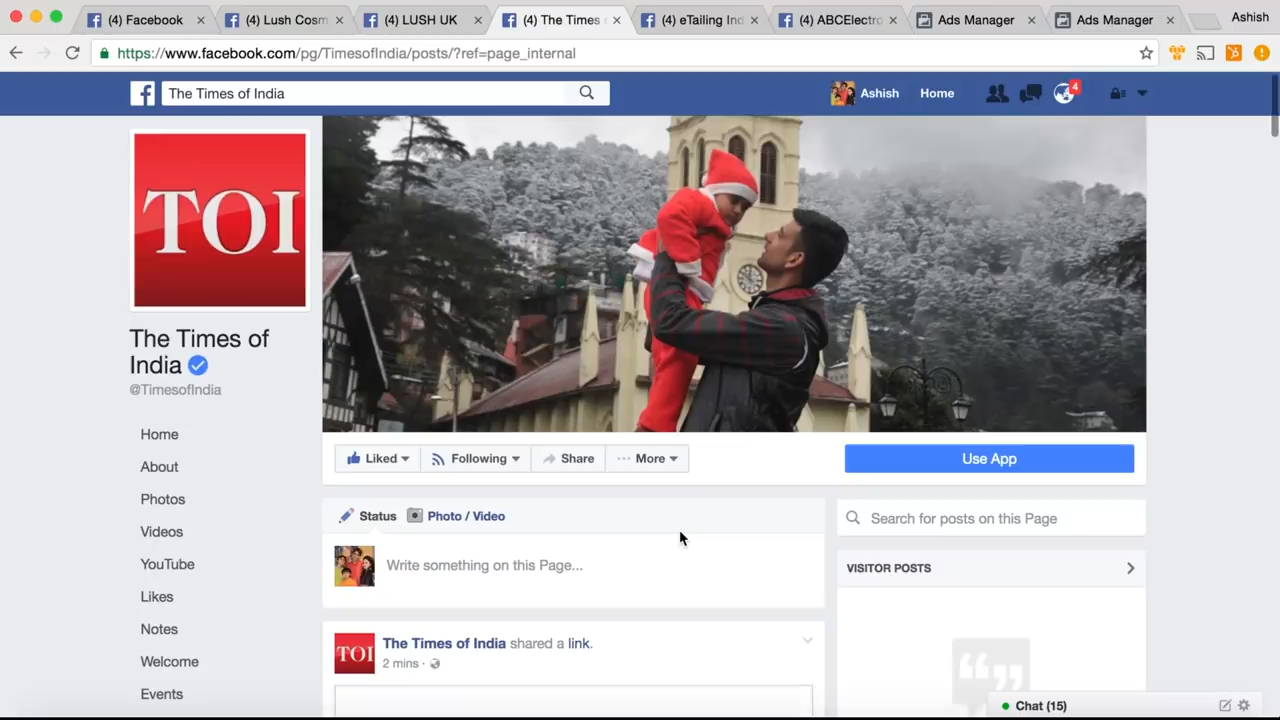 (4) Facebook
(4) Lush Cosm
(4) LUSH UK
(4) The Times
(4) eTailing Ind
(4) ABCElectro
Ads Manager
Ads Manager
Ashish
https://www.facebook.com/pg/TimesofIndia/posts/?ref=page_internal
The Times of India
Ashish
Home
4
TOI
The Times of
India
@TimesofIndia
Home
About
Photos
Videos
YouTube
Likes
Notes
Welcome
Events
Liked
Following
Share
More
Use App
Status
Photo / Video
Write something on this Page...
Search for posts on this Page
VISITOR POSTS
TOI
The Times of India shared a link.
2 mins ·
Chat (15)